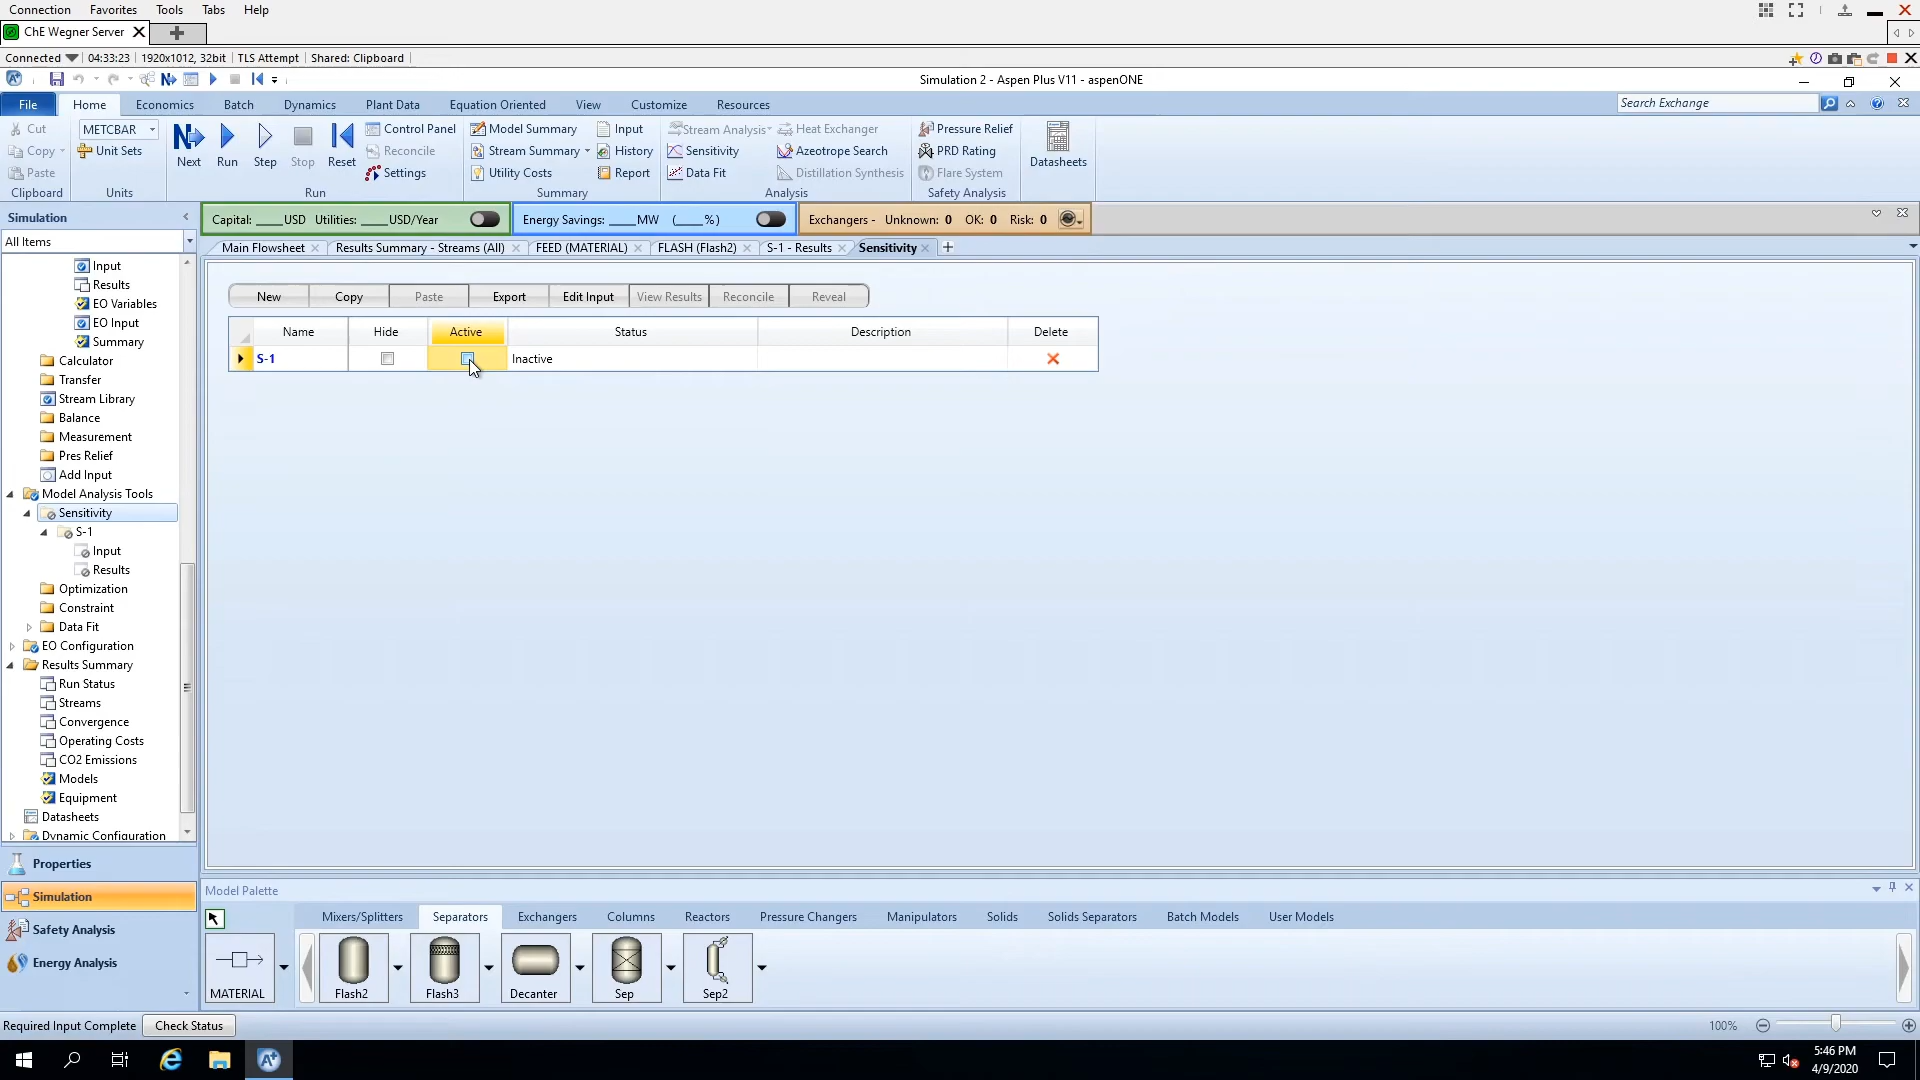 Connection Favorites Tools Tabs Help
ChE Wegner Server
Connected 04:33:23 1920x1012, 32bit TLS Attempt Shared: Clipboard
Simulation 2 - Aspen Plus V11 - aspenONE
File Home Economics Batch Dynamics Plant Data Equation Oriented View Customize Resources Search Exchange
Cut METCBAR Control Panel Model Summary Input Stream Analysis Heat Exchanger Pressure Relief
Copy Unit Sets Next Run Step Stop Reset Reconcile Stream Summary History Sensitivity Azeotrope Search PRD Rating Datasheets
Paste Settings Utility Costs Report Data Fit Distillation Synthesis Flare System
Clipboard Units Run Summary Analysis Safety Analysis
Simulation
All Items
Capital: ____USD Utilities: ____USD/Year Energy Savings: ____MW (____%) Exchangers - Unknown: 0 OK: 0 Risk: 0
Main Flowsheet Results Summary - Streams (All) FEED (MATERIAL) FLASH (Flash2) S-1 - Results Sensitivity
New Copy Paste Export Edit Input View Results Reconcile Reveal
Name Hide Active Status Description Delete
S-1 Inactive
Input
Results
EO Variables
EO Input
Summary
Calculator
Transfer
Stream Library
Balance
Measurement
Pres Relief
Add Input
Model Analysis Tools
Sensitivity
S-1
Input
Results
Optimization
Constraint
Data Fit
EO Configuration
Results Summary
Run Status
Streams
Convergence
Operating Costs
CO2 Emissions
Models
Equipment
Datasheets
Dynamic Configuration
Properties
Simulation
Safety Analysis
Energy Analysis
Model Palette
Mixers/Splitters Separators Exchangers Columns Reactors Pressure Changers Manipulators Solids Solids Separators Batch Models User Models
MATERIAL Flash2 Flash3 Decanter Sep Sep2
Required Input Complete Check Status 100%
5:46 PM
4/9/2020